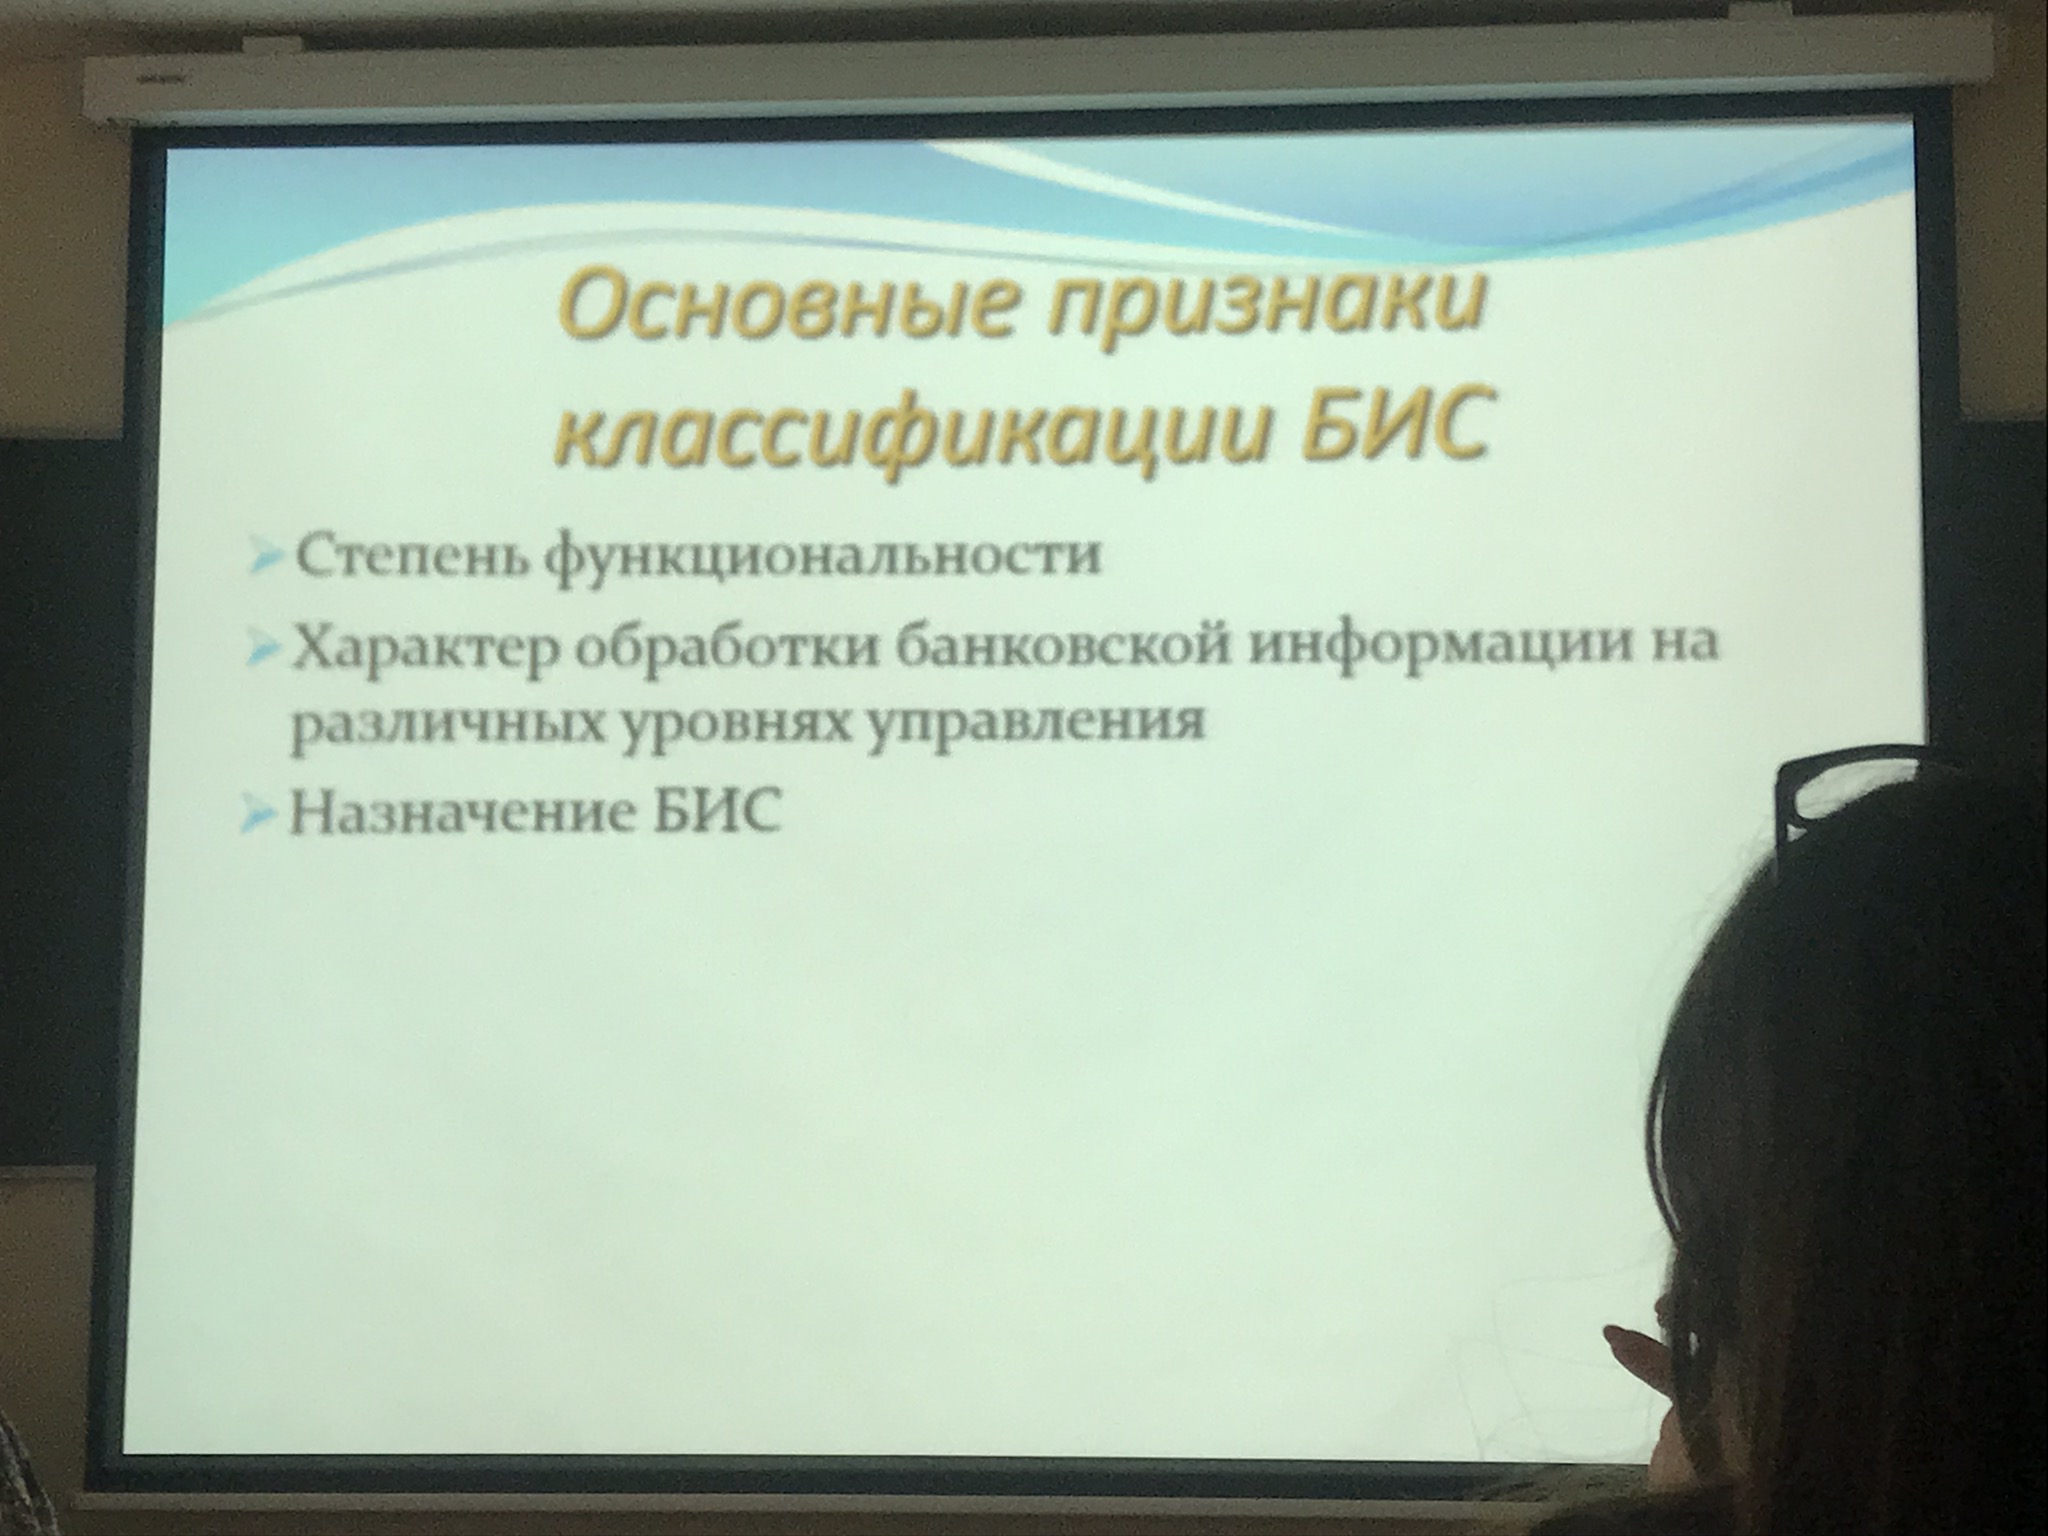 Основные признаки
классификации БИС
Степень функциональности
Характер обработки банковской информации на
различных уровнях управления
Назначение БИС